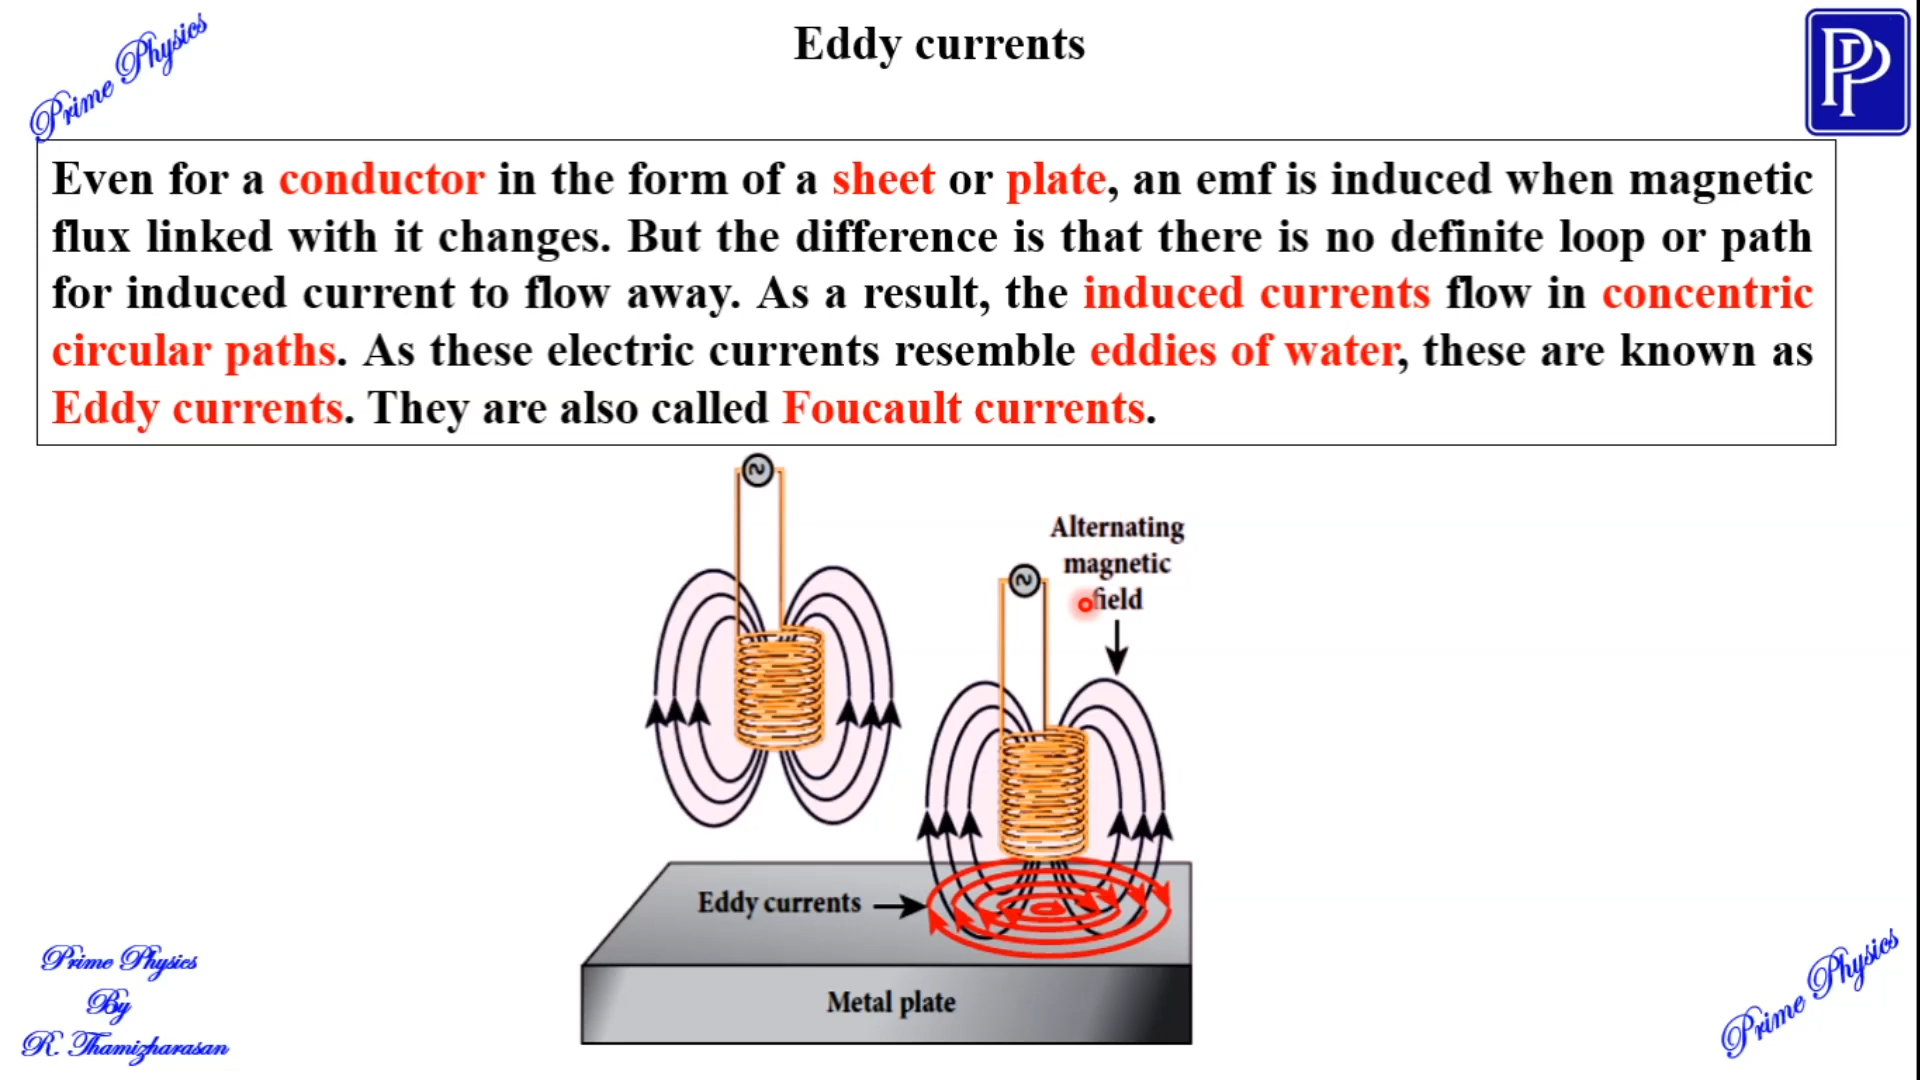 Prime Physics
Eddy currents
PP
Even for a conductor in the form of a sheet or plate, an emf is induced when magnetic
flux linked with it changes. But the difference is that there is no definite loop or path
for induced current to flow away. As a result, the induced currents flow in concentric
circular paths. As these electric currents resemble eddies of water, these are known as
Eddy currents. They are also called Foucault currents.
Alternating
magnetic
field
Eddy currents
Metal plate
Prime Physics
By
R. Thamizharasan
Prime Physics